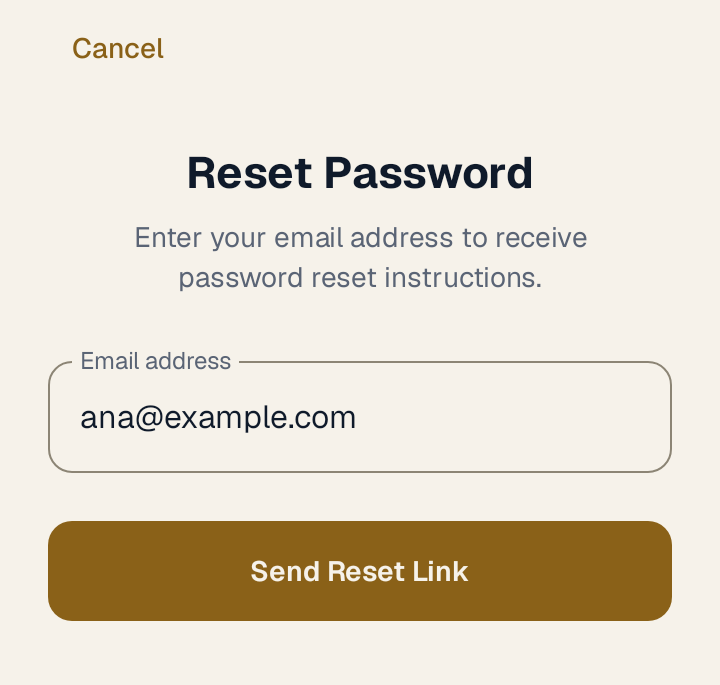 Cancel
Reset Password
Enter your email address to receive
password reset instructions.
Email address
ana@example.com
Send Reset Link